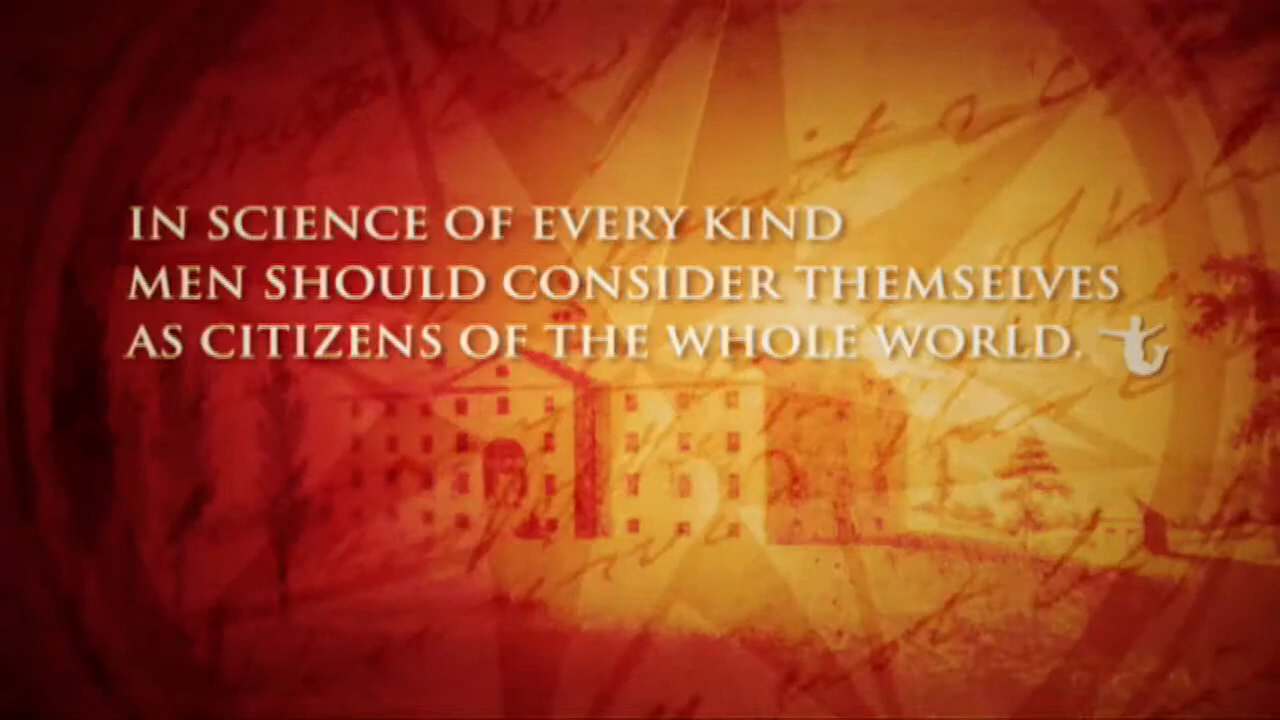 IN SCIENCE OF EVERY KIND
MEN SHOULD CONSIDER THEMSELVES
AS CITIZENS OF THE WHOLE WORLD.